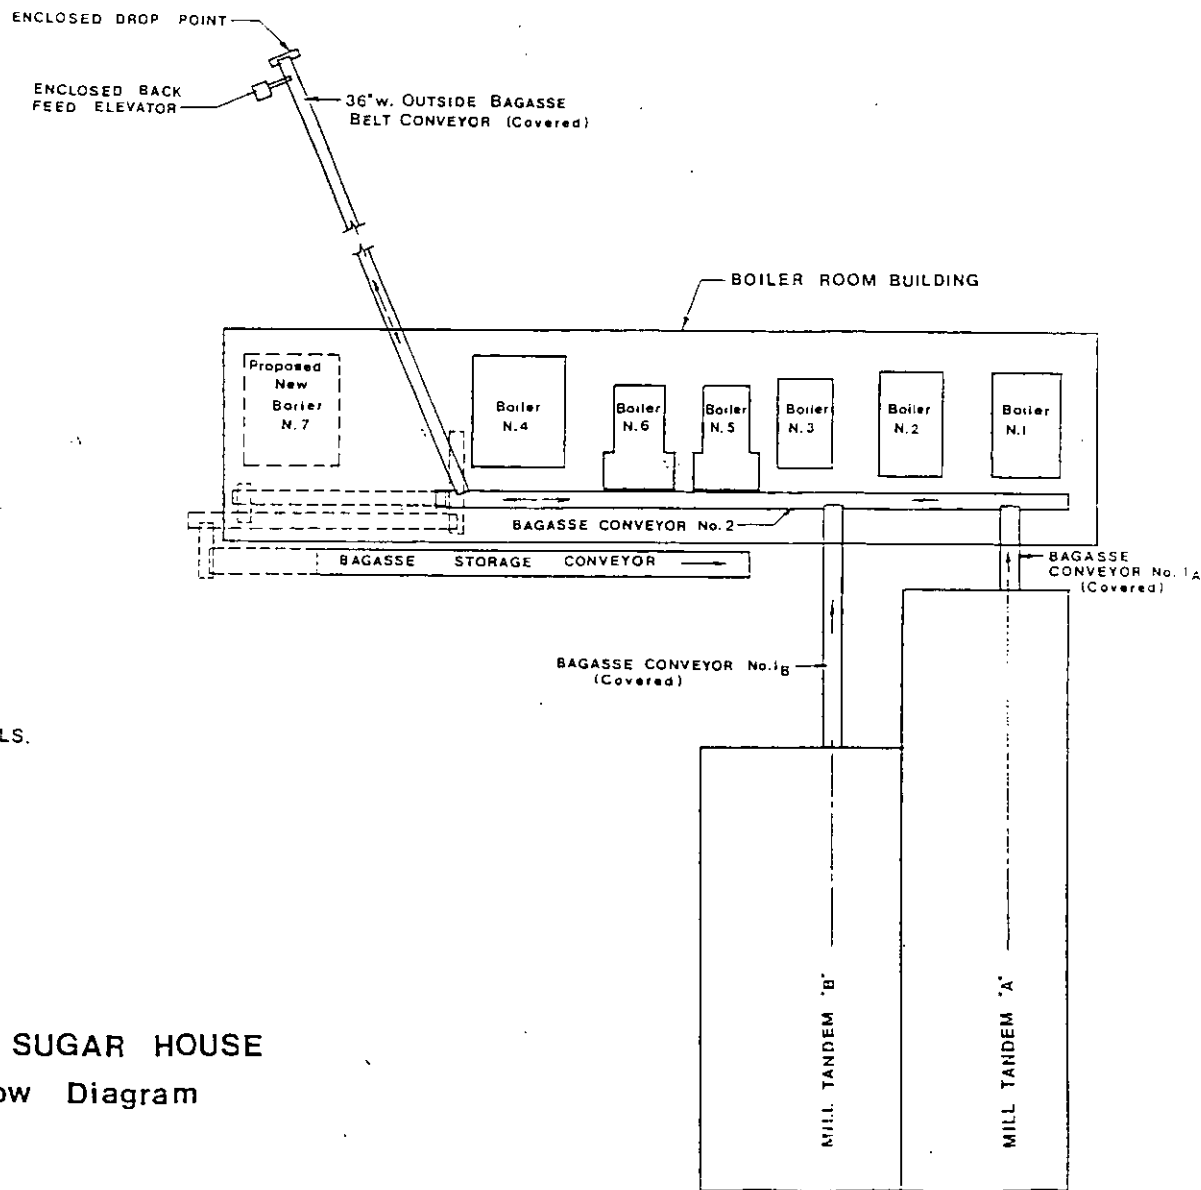 ENCLOSED DROP POINT
ENCLOSED BACK
FEED ELEVATOR
36"w. OUTSIDE BAGASSE
BELT CONVEYOR (Covered)
BOILER ROOM BUILDING
Proposed
New
Boiler
N.7
Boiler
N.4
Boiler
N.6
Boiler
N.5
Boiler
N.3
Boiler
N.2
Boiler
N.1
BAGASSE CONVEYOR No.2
BAGASSE STORAGE CONVEYOR
BAGASSE
CONVEYOR No.1A
(Covered)
BAGASSE CONVEYOR No.1B
(Covered)
LS.
MILL TANDEM "B"
MILL TANDEM "A"
SUGAR HOUSE
ow Diagram